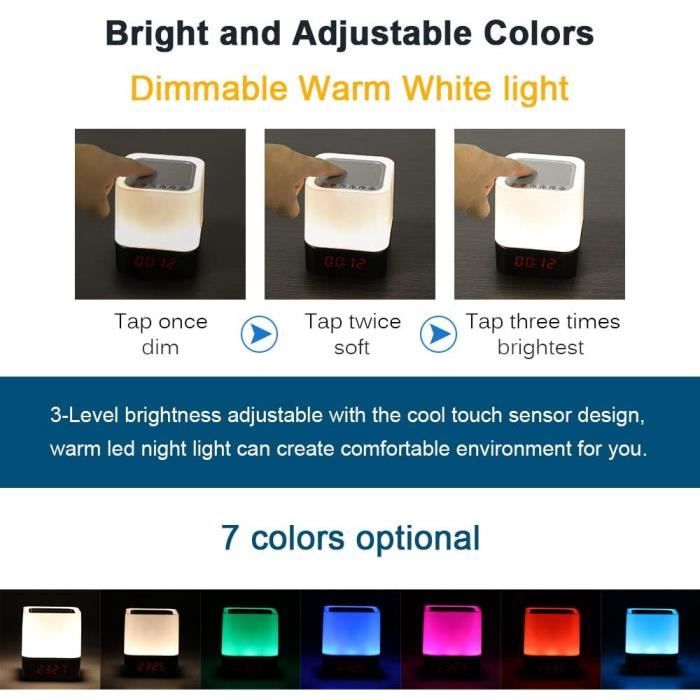 Bright and Adjustable Colors
Dimmable Warm White light
00:12
00:12
00:12
Tap once
dim
Tap twice
soft
Tap three times
brightest
3-Level brightness adjustable with the cool touch sensor design,
warm led night light can create comfortable environment for you.
7 colors optional
2327
2325